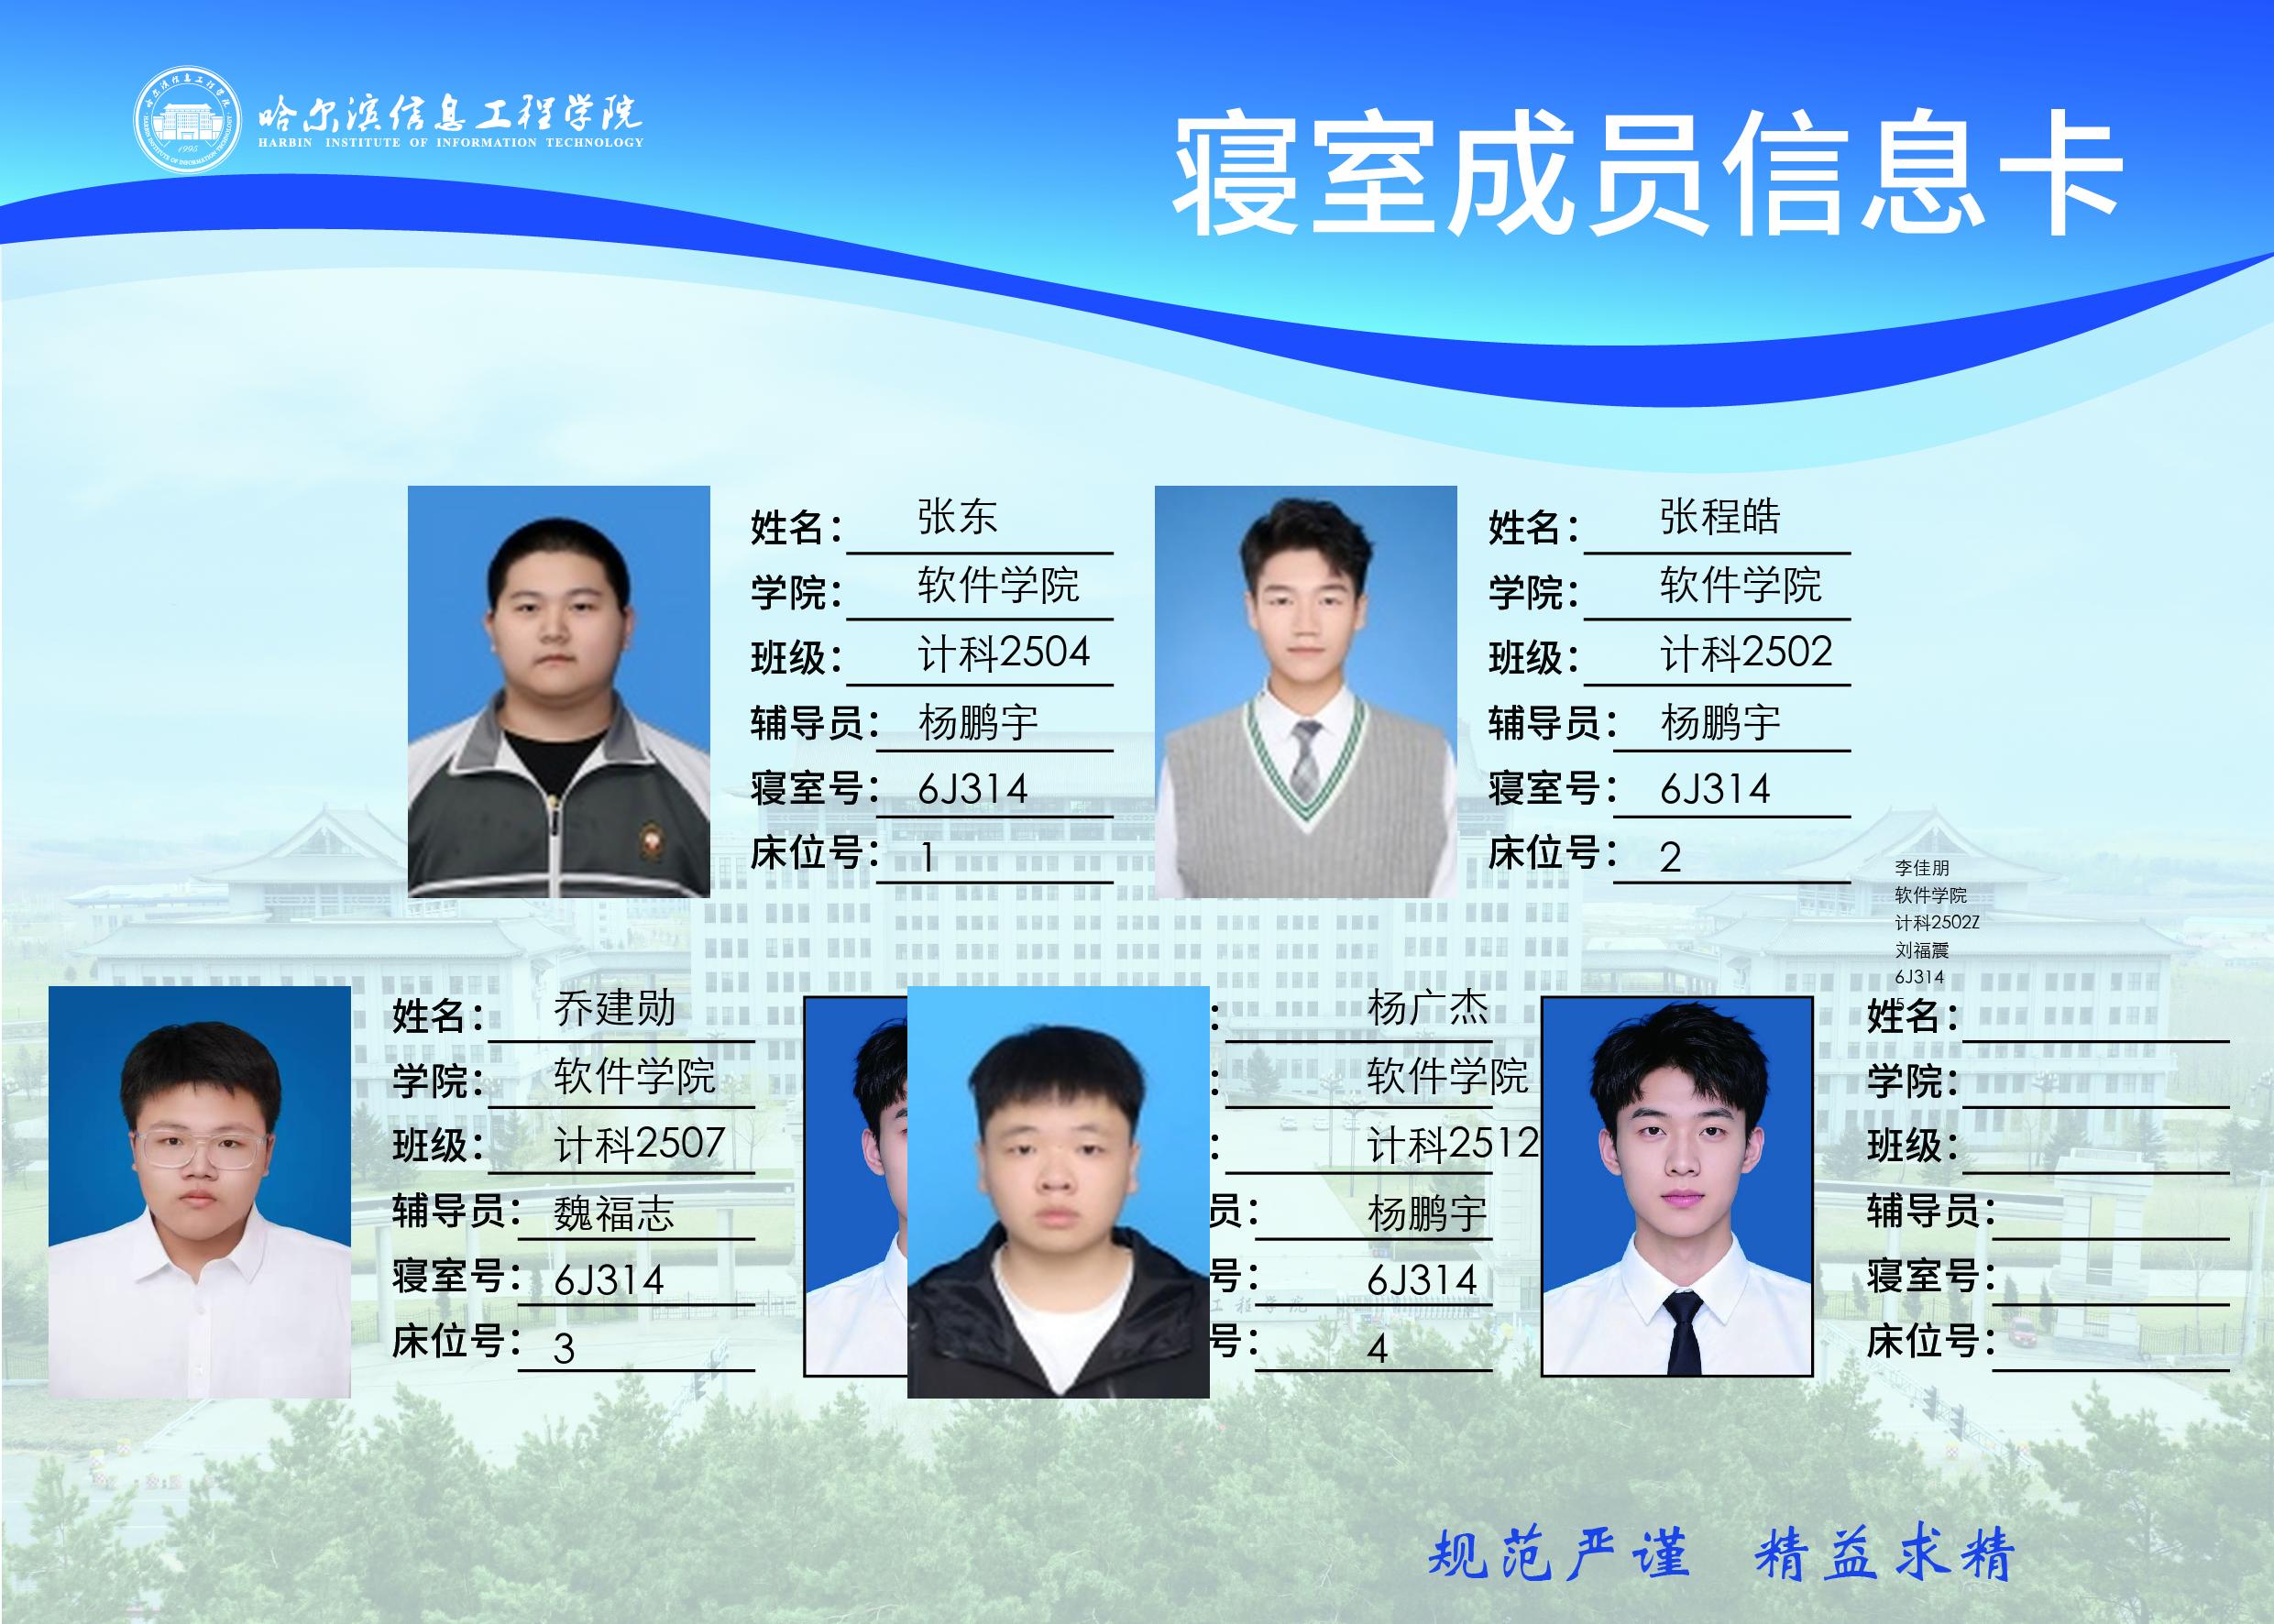 哈尔滨信息工程学院
HARBIN INSTITUTE OF INFORMATION TECHNOLOGY
1995
寝室成员信息卡
姓名： 张东
学院： 软件学院
班级： 计科2504
辅导员： 杨鹏宇
寝室号： 6J314
床位号： 1
姓名： 张程皓
学院： 软件学院
班级： 计科2502
辅导员： 杨鹏宇
寝室号： 6J314
床位号： 2
李佳朋
软件学院
计科2502Z
刘福震
6J314
5
姓名： 乔建勋
学院： 软件学院
班级： 计科2507
辅导员： 魏福志
寝室号： 6J314
床位号： 3
： 杨广杰
： 软件学院
： 计科2512
员： 杨鹏宇
号： 6J314
号： 4
姓名：
学院：
班级：
辅导员：
寝室号：
床位号：
工程学院
规范严谨 精益求精